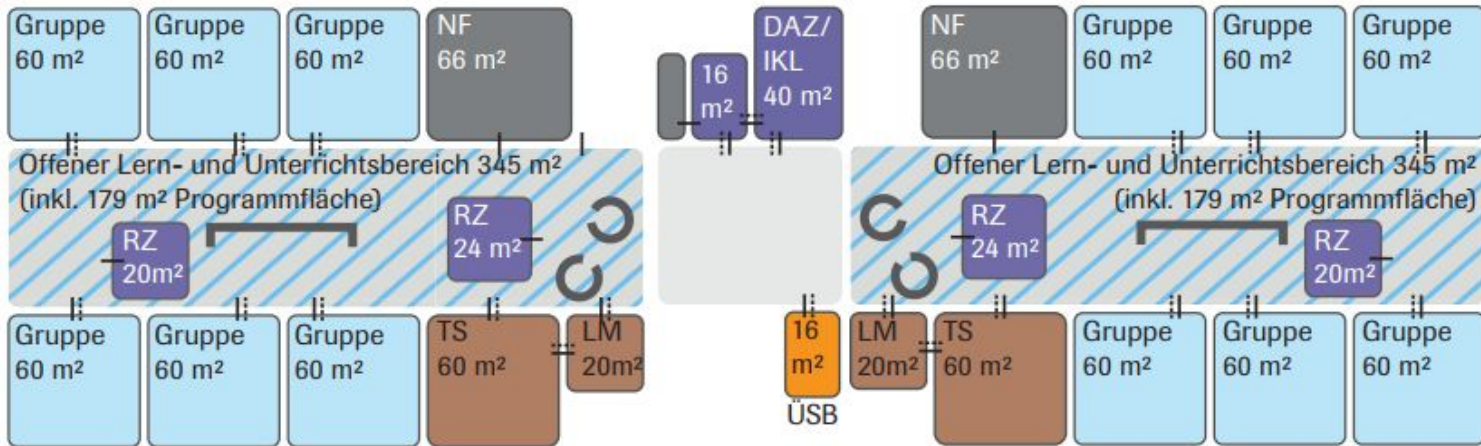 Gruppe
60 m²
Gruppe
60 m²
Gruppe
60 m²
NF
66 m²
16
m²
DAZ/
IKL
40 m²
NF
66 m²
Gruppe
60 m²
Gruppe
60 m²
Gruppe
60 m²
Offener Lern- und Unterrichtsbereich 345 m²
(inkl. 179 m² Programmfläche)
RZ
20m²
RZ
24 m²
Offener Lern- und Unterrichtsbereich 345 m²
(inkl. 179 m² Programmfläche)
RZ
24 m²
RZ
20m²
Gruppe
60 m²
Gruppe
60 m²
Gruppe
60 m²
TS
60 m²
LM
20m²
16
m²
ÜSB
LM
20m²
TS
60 m²
Gruppe
60 m²
Gruppe
60 m²
Gruppe
60 m²